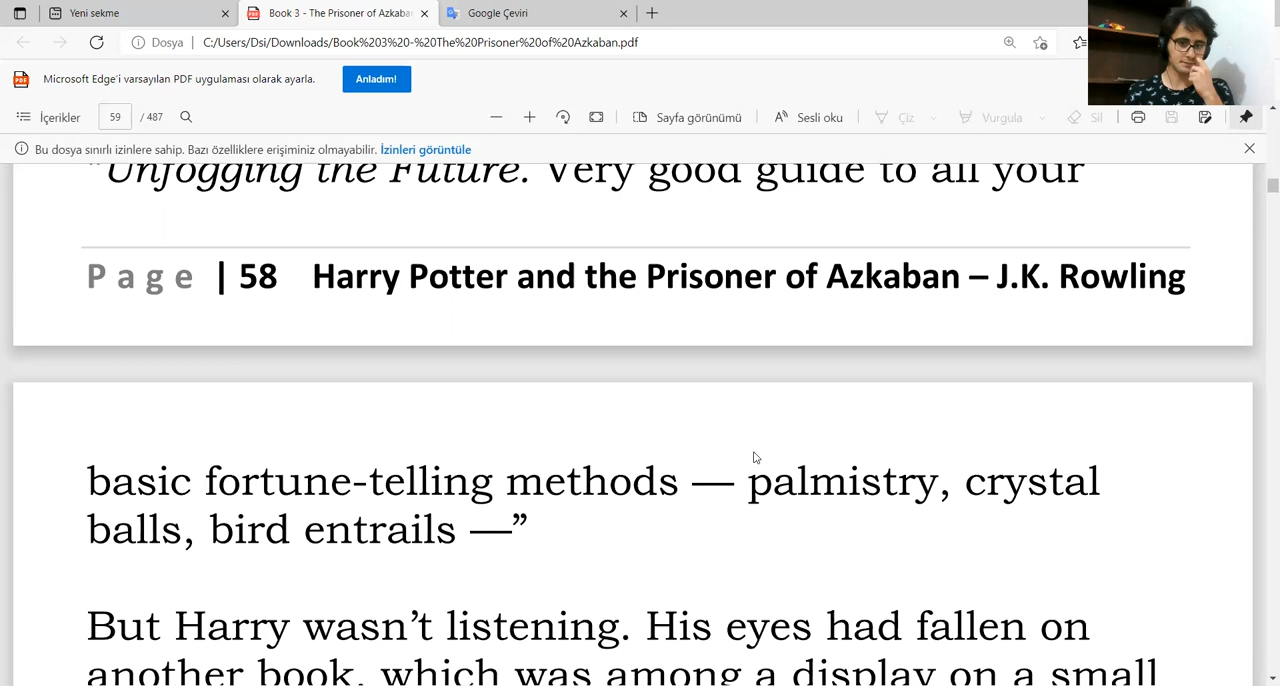 Yeni sekme
Book 3 - The Prisoner of Azkaba
Google Çeviri
Dosya
C:/Users/Dsi/Downloads/Book%203%20-%20The%20Prisoner%20of%20Azkaban.pdf
PDF
Microsoft Edge'i varsayılan PDF uygulaması olarak ayarla.
Anladım!
İçerikler
59
/ 487
Sayfa görünümü
Sesli oku
Çiz
Vurgula
Sil
Bu dosya sınırlı izinlere sahip. Bazı özelliklere erişiminiz olmayabilir. İzinleri görüntüle
"Unfogging the Future. Very good guide to all your
Page | 58 Harry Potter and the Prisoner of Azkaban – J.K. Rowling
basic fortune-telling methods — palmistry, crystal
balls, bird entrails —”
But Harry wasn’t listening. His eyes had fallen on
another book, which was among a display on a small